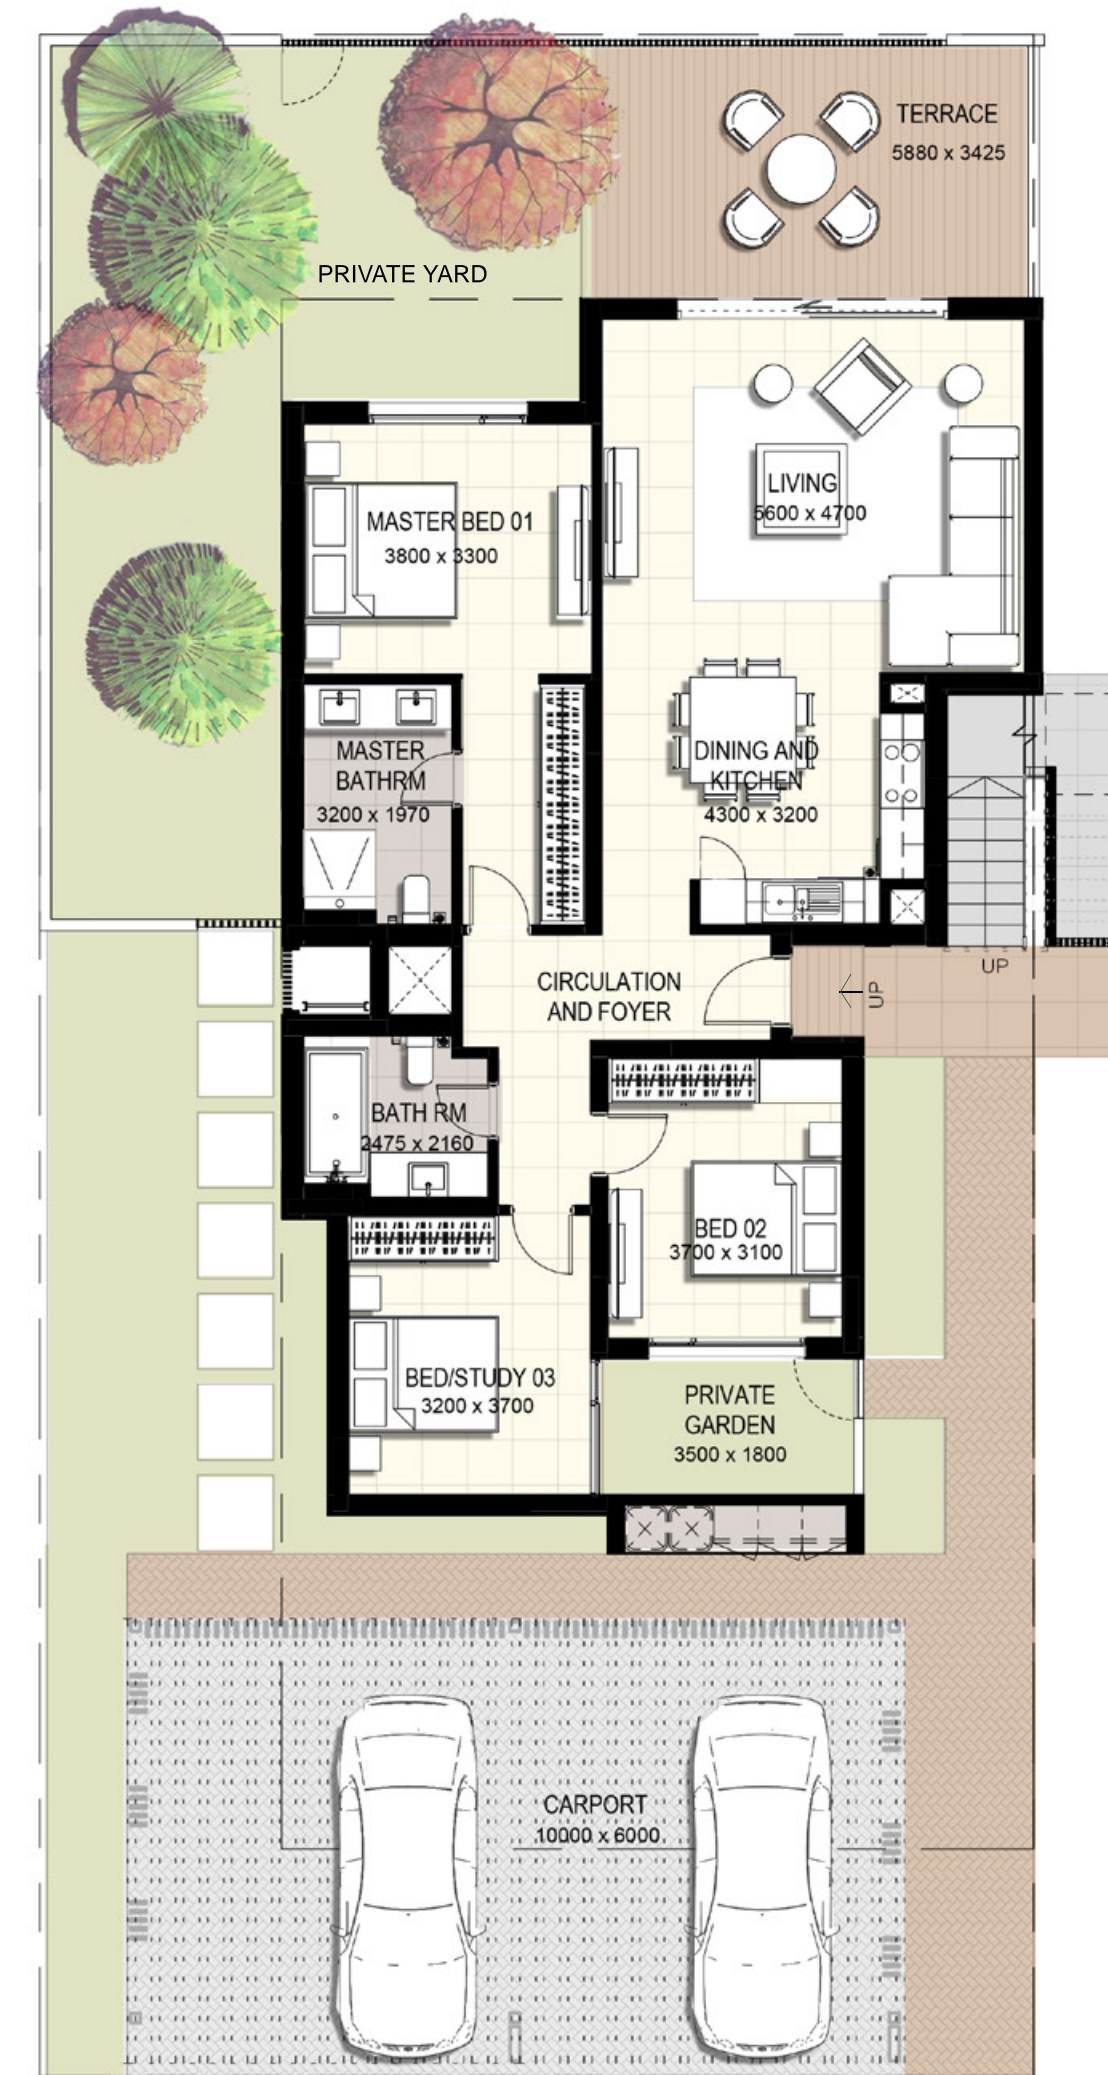 TERRACE
5880 x 3425
PRIVATE YARD
LIVING
5600 x 4700
MASTER BED 01
3800 x 3300
MASTER
BATHRM
3200 x 1970
DINING AND
KITCHEN
4300 x 3200
UP
UP
CIRCULATION
AND FOYER
BATH RM
2475 x 2160
BED 02
3700 x 3100
BED/STUDY 03
3200 x 3700
PRIVATE
GARDEN
3500 x 1800
CARPORT
10000 x 6000